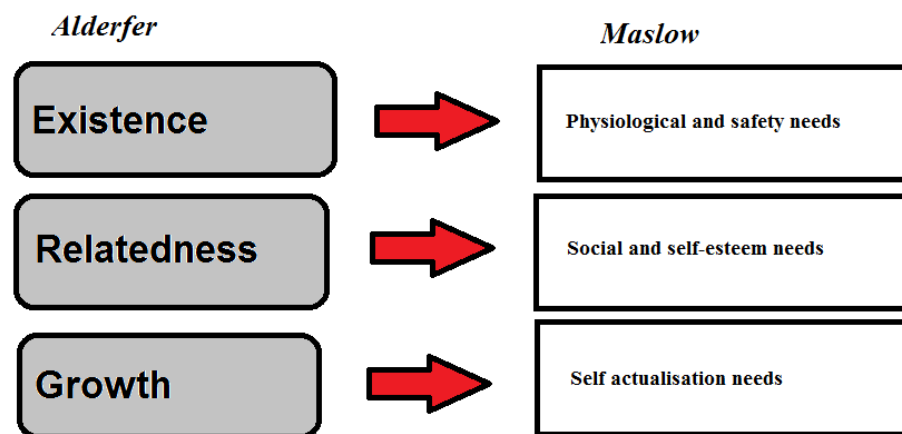 Alderfer
Maslow
Existence
Physiological and safety needs
Relatedness
Social and self-esteem needs
Growth
Self actualisation needs